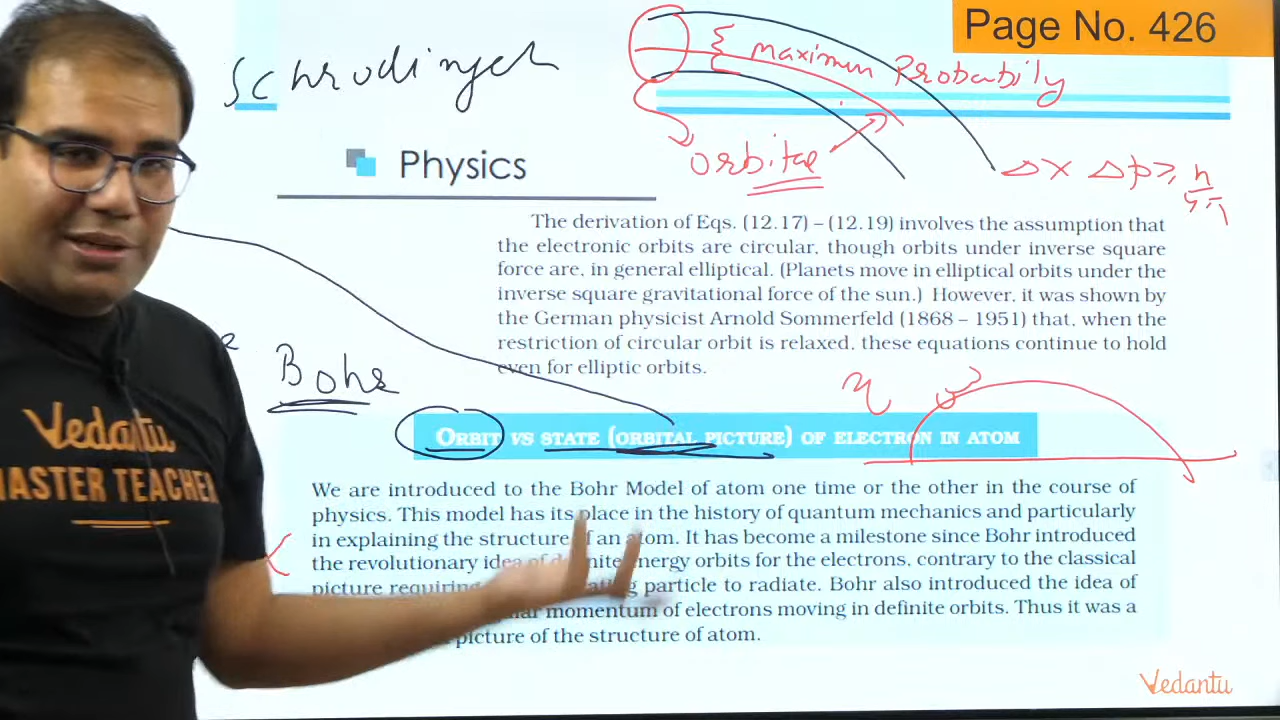 Page No. 426
Schrodinger
{ maximum Probabily
orbital
Δx Δp ≥ h
4π
Physics
The derivation of Eqs. (12.17) – (12.19) involves the assumption that
the electronic orbits are circular, though orbits under inverse square
force are, in general elliptical. (Planets move in elliptical orbits under the
inverse square gravitational force of the sun.) However, it was shown by
the German physicist Arnold Sommerfeld (1868 – 1951) that, when the
restriction of circular orbit is relaxed, these equations continue to hold
even for elliptic orbits.
Bohr
ORBIT VS STATE (ORBITAL PICTURE) OF ELECTRON IN ATOM
We are introduced to the Bohr Model of atom one time or the other in the course of
physics. This model has its place in the history of quantum mechanics and particularly
in explaining the structure of an atom. It has become a milestone since Bohr introduced
the revolutionary idea of definite energy orbits for the electrons, contrary to the classical
picture requiring particle to radiate. Bohr also introduced the idea of
momentum of electrons moving in definite orbits. Thus it was a
picture of the structure of atom.
Vedantu
MASTER TEACHER
Vedantu